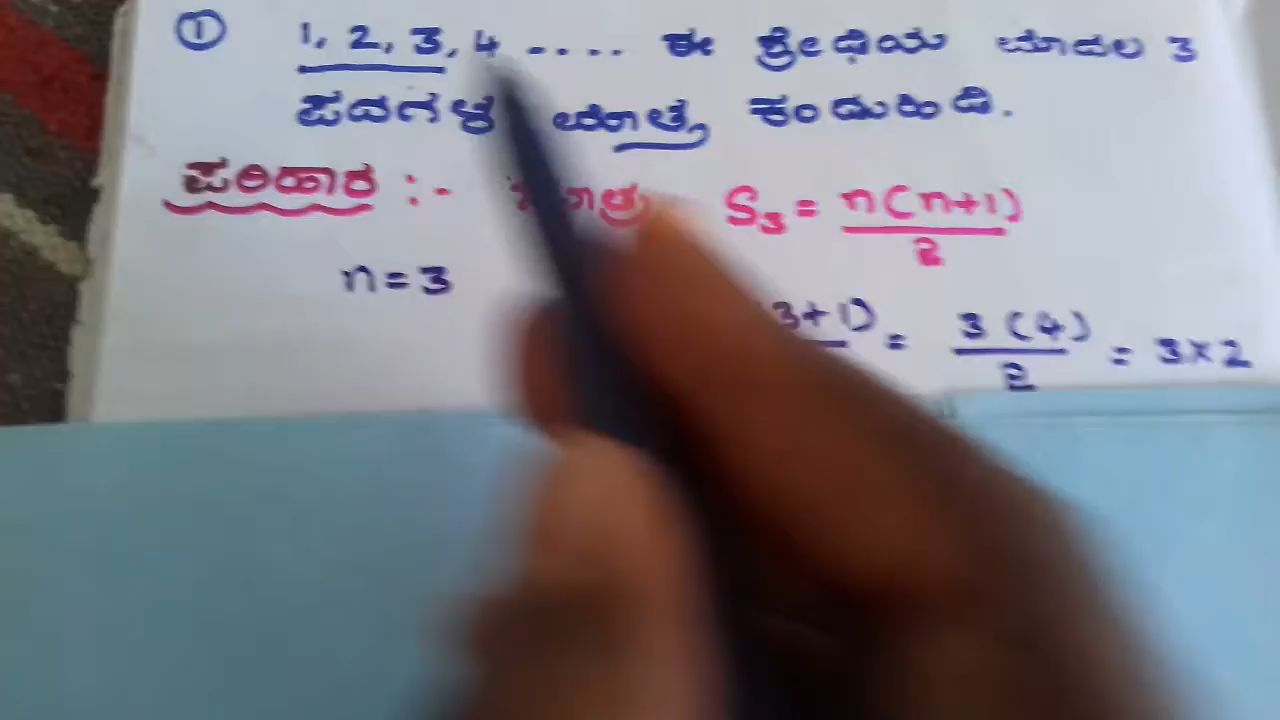 ① 1, 2, 3, 4 .... ಈ ಶ್ರೇಢಿಯ ಮೊದಲ 3
ಪದಗಳ ಮೊತ್ತ ಕಂಡುಹಿಡಿ.
ಪರಿಹಾರ :- S₃ = n(n+1)/2
n=3
3+1) = 3(4)/2 = 3×2